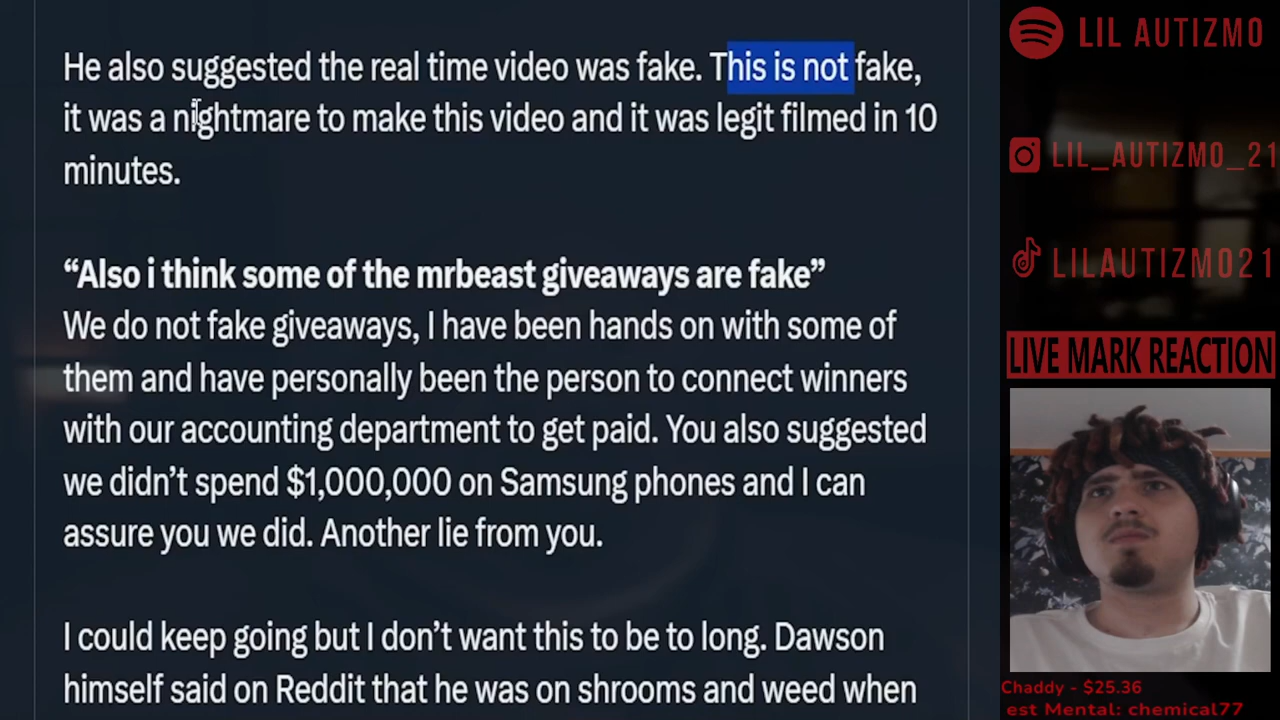 He also suggested the real time video was fake. This is not fake,
it was a nightmare to make this video and it was legit filmed in 10
minutes.
“Also i think some of the mrbeast giveaways are fake”
We do not fake giveaways, I have been hands on with some of
them and have personally been the person to connect winners
with our accounting department to get paid. You also suggested
we didn’t spend $1,000,000 on Samsung phones and I can
assure you we did. Another lie from you.
I could keep going but I don’t want this to be to long. Dawson
himself said on Reddit that he was on shrooms and weed when
LIL AUTIZMO
LIL_AUTIZMO_21
LILAUTIZMO21
LIVE MARK REACTION
Chaddy - $25.36
est Mental: chemical77